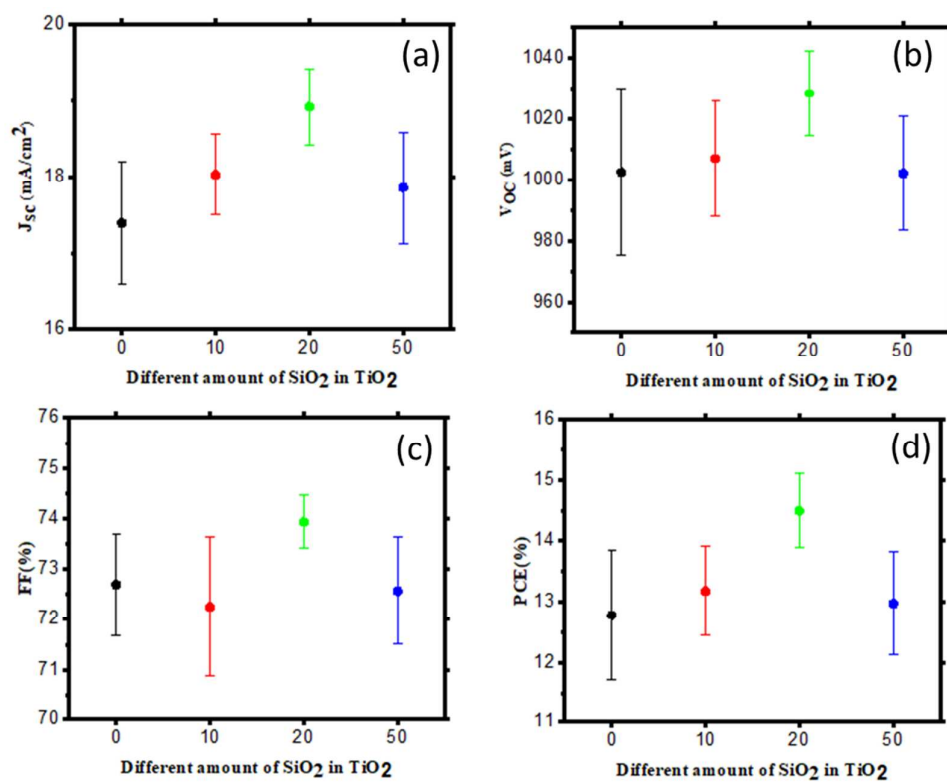 (a)
20
18
16
J_SC (mA/cm²)
0 10 20 50
Different amount of SiO₂ in TiO₂
(b)
1040
1020
1000
980
960
V_OC (mV)
0 10 20 50
Different amount of SiO₂ in TiO₂
(c)
76
75
74
73
72
71
70
FF(%)
0 10 20 50
Different amount of SiO₂ in TiO₂
(d)
16
15
14
13
12
11
PCE(%)
0 10 20 50
Different amount of SiO₂ in TiO₂